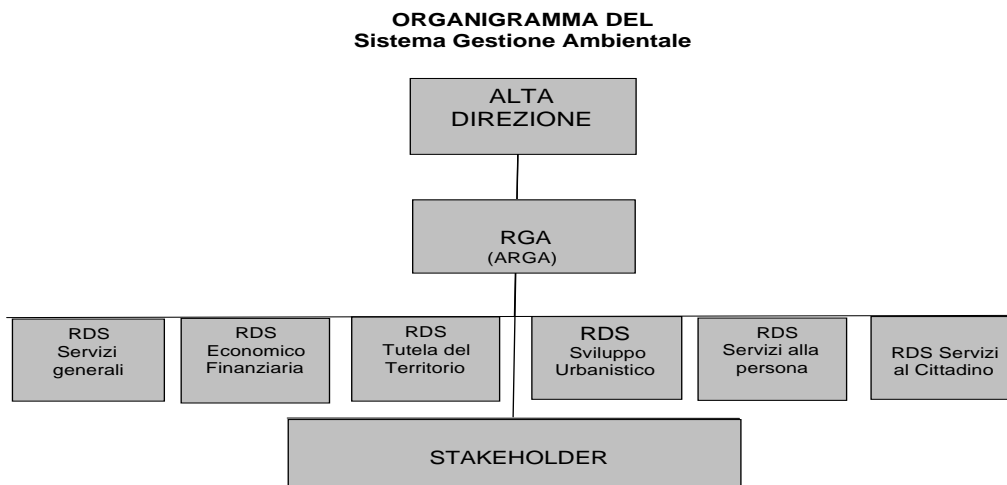 ORGANIGRAMMA DEL
Sistema Gestione Ambientale
ALTA
DIREZIONE
RGA
(ARGA)
RDS
Servizi
generali
RDS
Economico
Finanziaria
RDS
Tutela del
Territorio
RDS
Sviluppo
Urbanistico
RDS
Servizi alla
persona
RDS Servizi
al Cittadino
STAKEHOLDER